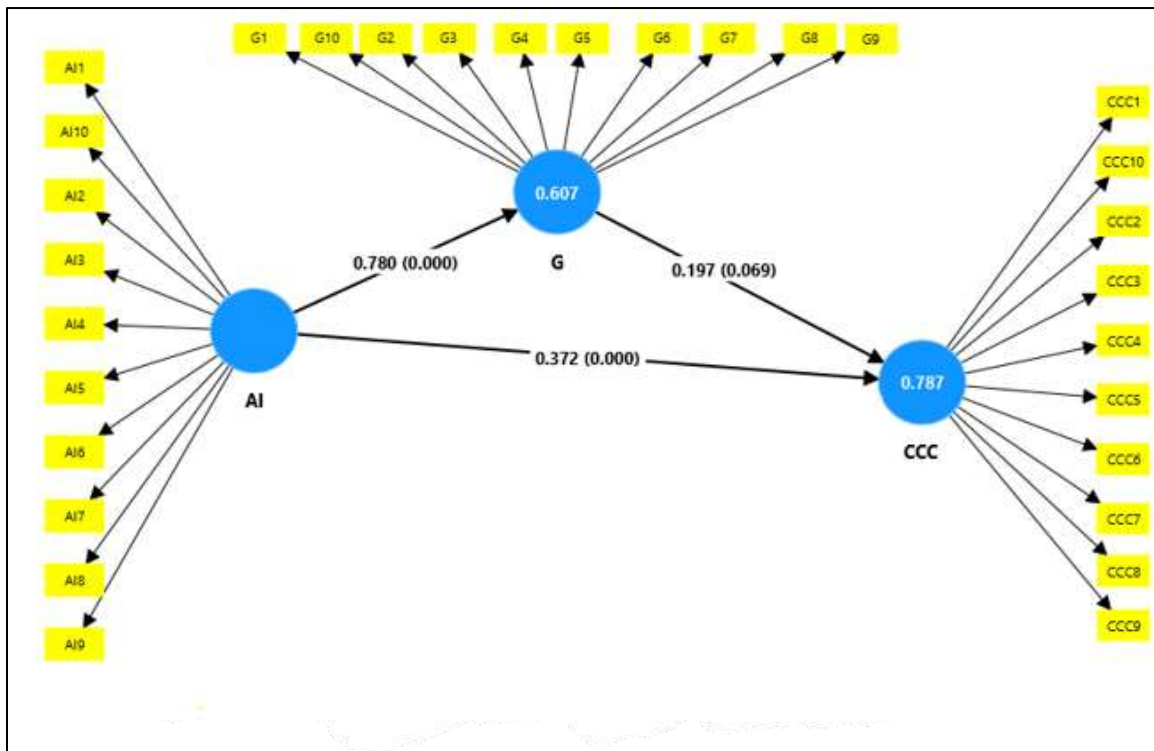 G1
G10
G2
G3
G4
G5
G6
G7
G8
G9
AI1
AI10
AI2
AI3
AI4
AI5
AI6
AI7
AI8
AI9
0.607
G
0.780 (0.000)
0.197 (0.069)
0.372 (0.000)
AI
0.787
CCC
CCC1
CCC10
CCC2
CCC3
CCC4
CCC5
CCC6
CCC7
CCC8
CCC9